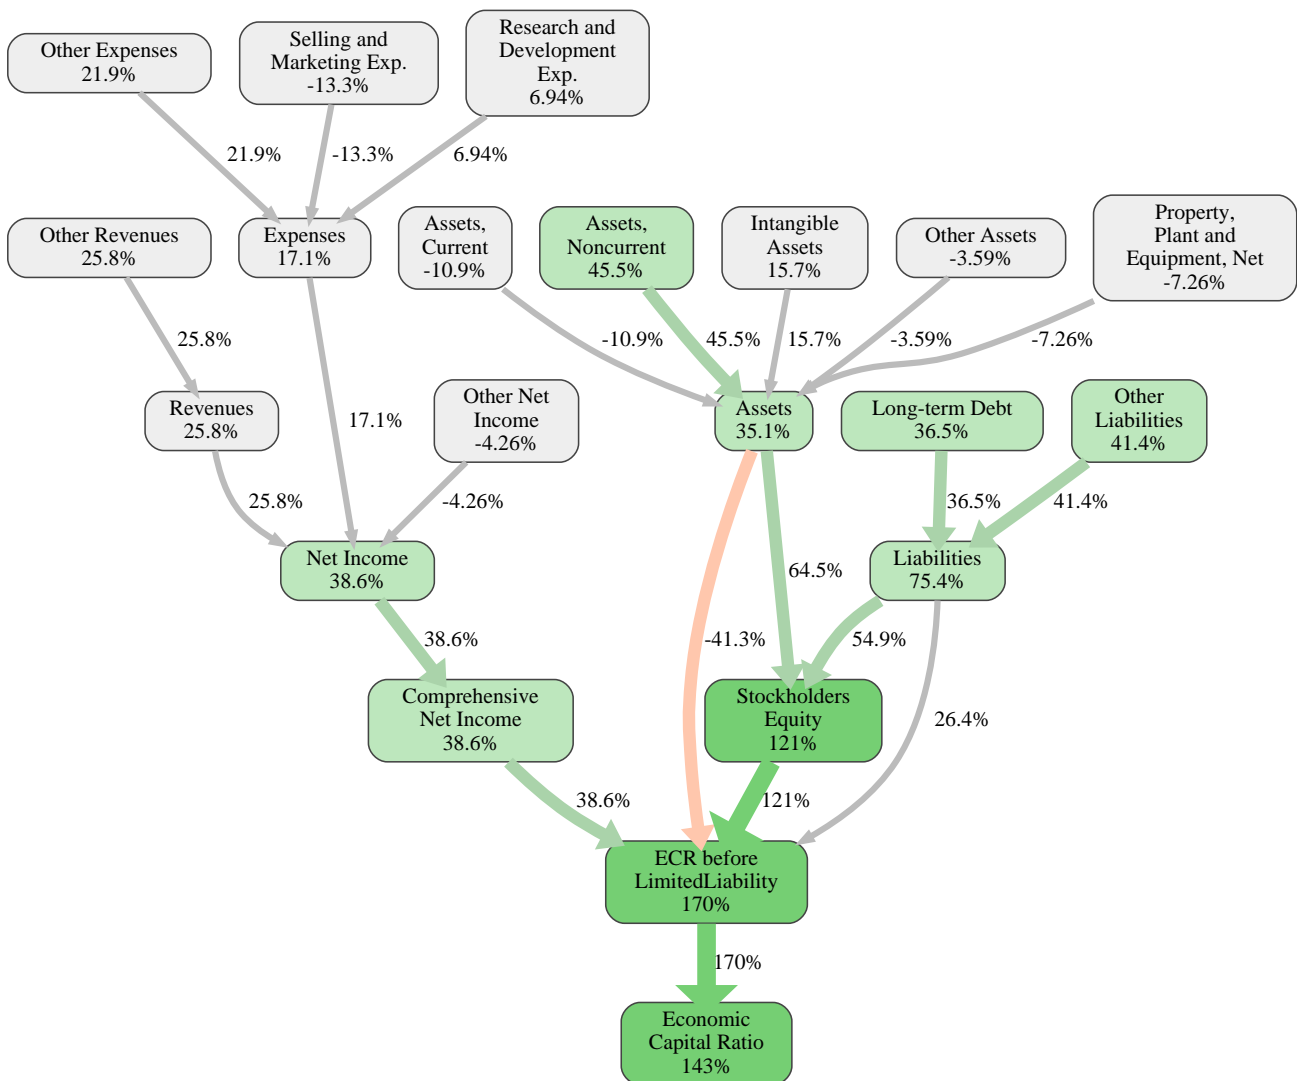 Other Expenses
21.9%
Selling and
Marketing Exp.
-13.3%
Research and
Development
Exp.
6.94%
21.9%
-13.3%
6.94%
Other Revenues
25.8%
Expenses
17.1%
Assets,
Current
-10.9%
Assets,
Noncurrent
45.5%
Intangible
Assets
15.7%
Other Assets
-3.59%
Property,
Plant and
Equipment, Net
-7.26%
25.8%
-10.9%
45.5%
15.7%
-3.59%
-7.26%
Revenues
25.8%
17.1%
Other Net
Income
-4.26%
Assets
35.1%
Long-term Debt
36.5%
Other
Liabilities
41.4%
25.8%
-4.26%
36.5%
41.4%
Net Income
38.6%
64.5%
Liabilities
75.4%
38.6%
-41.3%
54.9%
Comprehensive
Net Income
38.6%
Stockholders
Equity
121%
26.4%
38.6%
121%
ECR before
LimitedLiability
170%
170%
Economic
Capital Ratio
143%